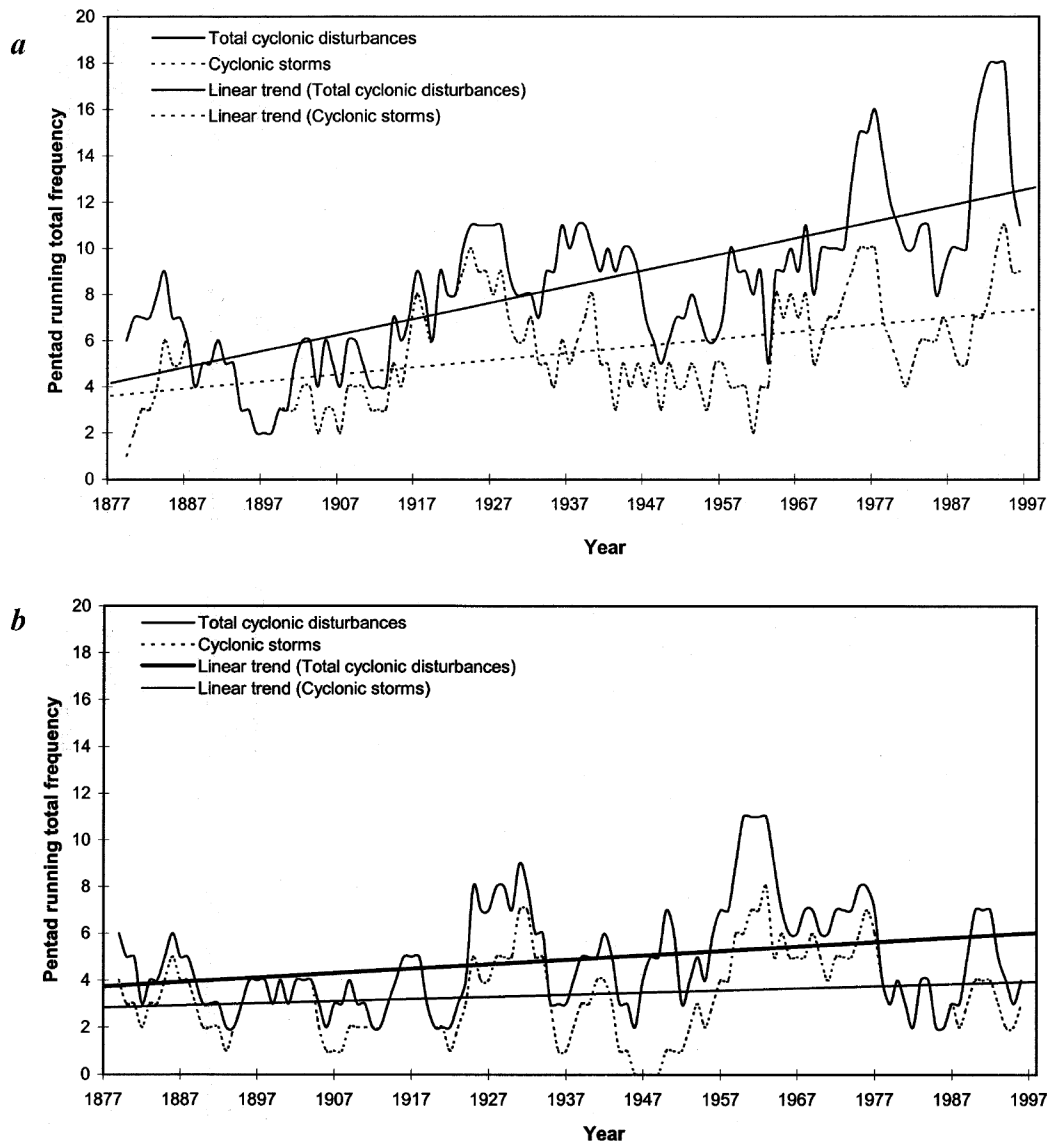 a
20
18
16
14
12
10
8
6
4
2
0
Pentad running total frequency
Total cyclonic disturbances
Cyclonic storms
Linear trend (Total cyclonic disturbances)
Linear trend (Cyclonic storms)
1877 1887 1897 1907 1917 1927 1937 1947 1957 1967 1977 1987 1997
Year
b
20
18
16
14
12
10
8
6
4
2
0
Pentad running total frequency
Total cyclonic disturbances
Cyclonic storms
Linear trend (Total cyclonic disturbances)
Linear trend (Cyclonic storms)
1877 1887 1897 1907 1917 1927 1937 1947 1957 1967 1977 1987 1997
Year